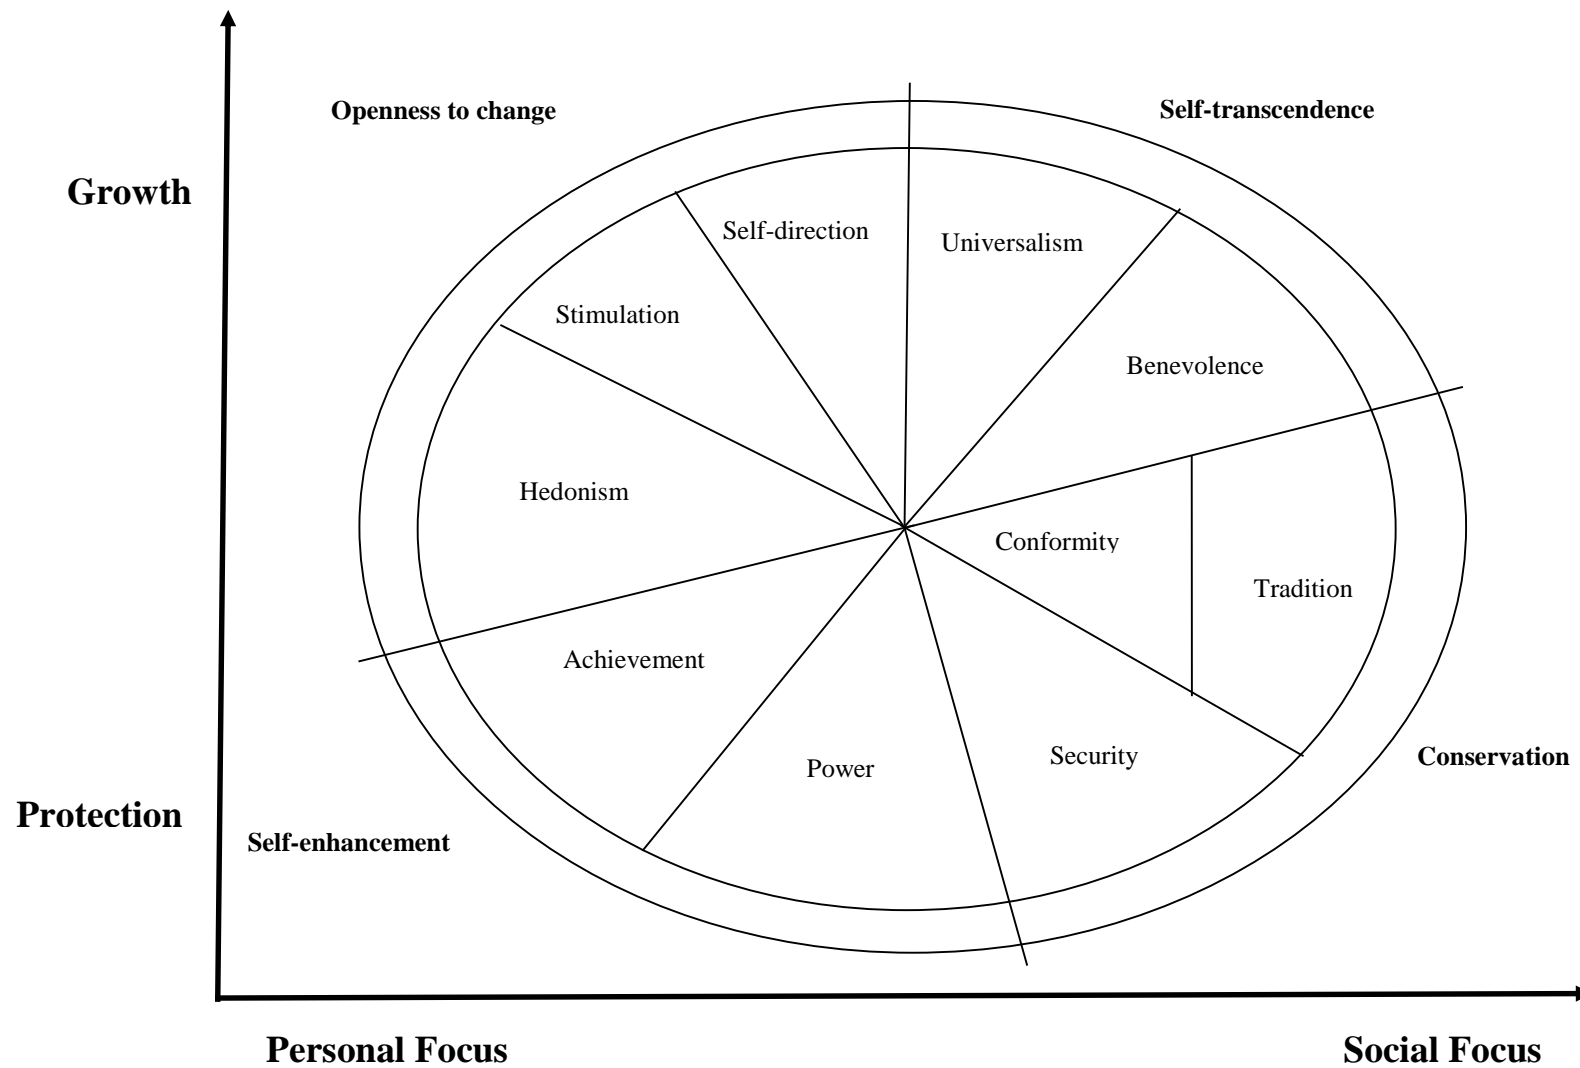 Openness to change
Self-transcendence
Growth
Self-direction
Universalism
Stimulation
Benevolence
Hedonism
Conformity
Tradition
Achievement
Power
Security
Conservation
Protection
Self-enhancement
Personal Focus
Social Focus